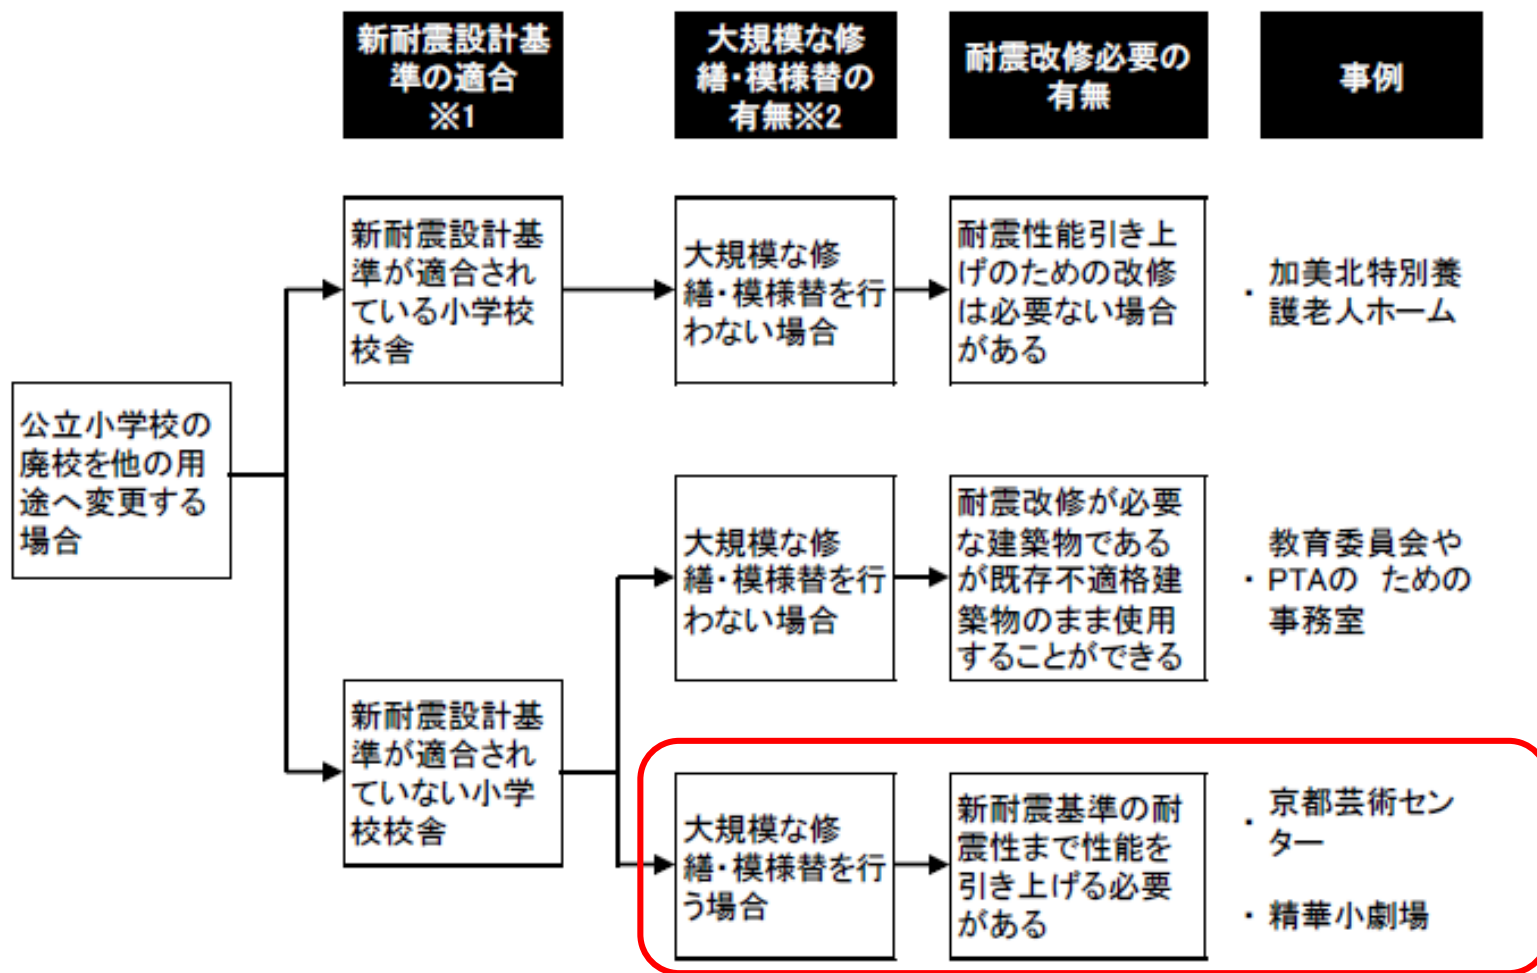 新耐震設計基
準の適合
※1
大規模な修
繕・模様替の
有無※2
耐震改修必要の
有無
事例
新耐震設計基
準が適合され
ている小学校
校舎
大規模な修
繕・模様替を行
わない場合
耐震性能引き上
げのための改修
は必要ない場合
がある
・ 加美北特別養
護老人ホーム
公立小学校の
廃校を他の用
途へ変更する
場合
大規模な修
繕・模様替を行
わない場合
耐震改修が必要
な建築物である
が既存不適格建
築物のまま使用
することができる
教育委員会や
・ PTAの ための
事務室
新耐震設計基
準が適合され
ていない小学
校校舎
大規模な修
繕・模様替を行
う場合
新耐震基準の耐
震性まで性能を
引き上げる必要
がある
・ 京都芸術セン
ター
・ 精華小劇場